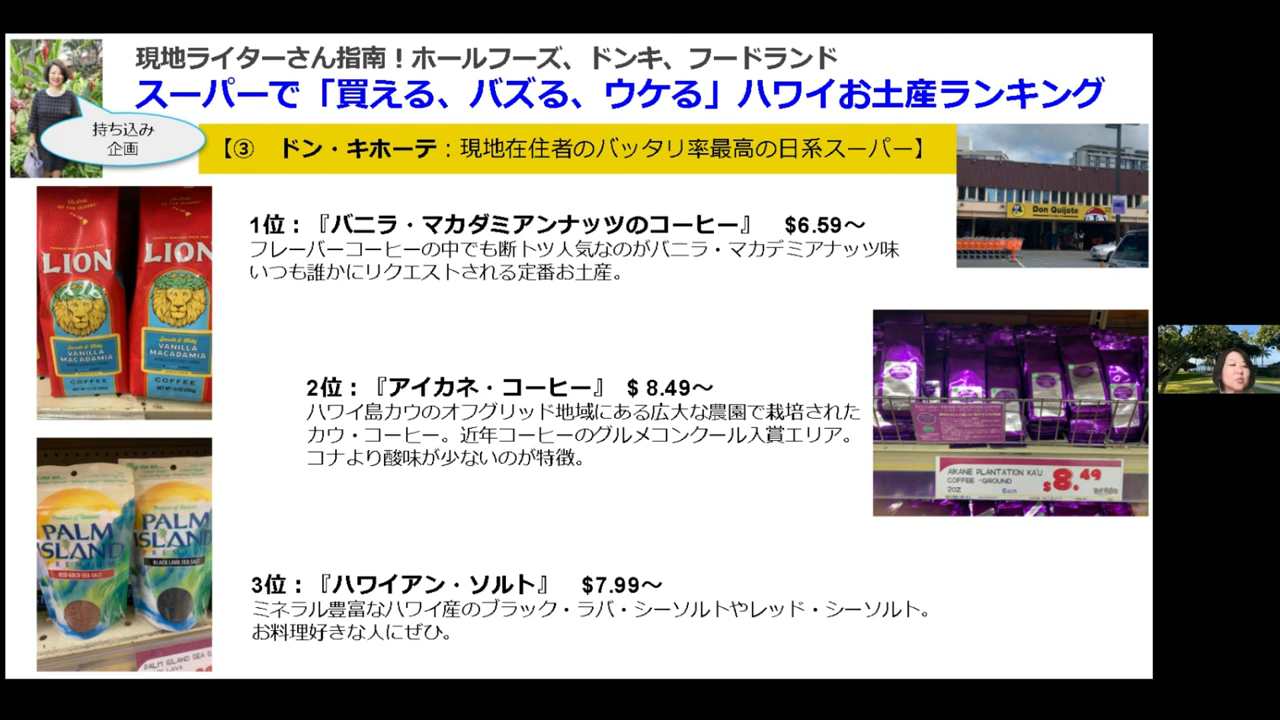 現地ライターさん指南！ホールフーズ、ドンキ、フードランド
スーパーで「買える、バズる、ウケる」ハワイお土産ランキング
持ち込み
企画
【③　ドン・キホーテ：現地在住者のバッタリ率最高の日系スーパー】
Don Quijote
1位：『バニラ・マカダミアンナッツのコーヒー』　$6.59～
フレーバーコーヒーの中でも断トツ人気なのがバニラ・マカデミアナッツ味
いつも誰かにリクエストされる定番お土産。
LION
VANILLA
MACADAMIA
COFFEE
LION
VANILLA
MACADAMIA
COFFEE
2位：『アイカネ・コーヒー』　$ 8.49～
ハワイ島カウのオフグリッド地域にある広大な農園で栽培された
カウ・コーヒー。近年コーヒーのグルメコンクール入賞エリア。
コナより酸味が少ないのが特徴。
AIKANE PLANTATION KA'U
COFFEE -GROUND
2OZ
Each
$8.49
3位：『ハワイアン・ソルト』　$7.99～
ミネラル豊富なハワイ産のブラック・ラバ・シーソルトやレッド・シーソルト。
お料理好きな人にぜひ。
PALM
ISLAND
RED GOLD SEA SALT
PALM
ISLAND
BLACK LAVA SALT
PALM ISLAND SEA